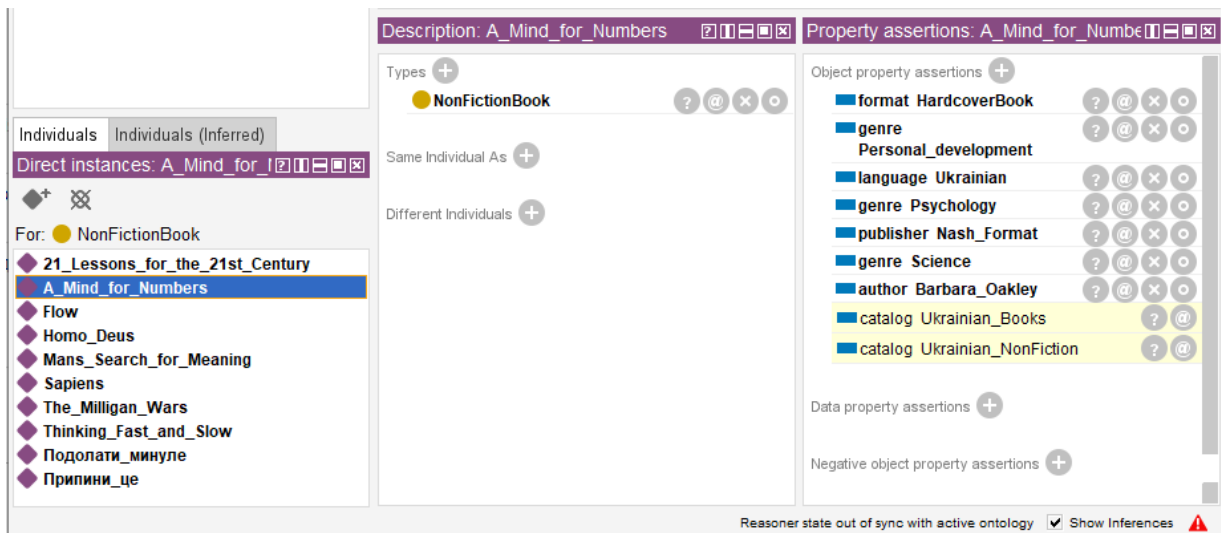 Individuals
Individuals (Inferred)
Direct instances: A_Mind_for_I
For: NonFictionBook
21_Lessons_for_the_21st_Century
A_Mind_for_Numbers
Flow
Homo_Deus
Mans_Search_for_Meaning
Sapiens
The_Milligan_Wars
Thinking_Fast_and_Slow
Подолати_минуле
Припини_це
Description: A_Mind_for_Numbers
Types
NonFictionBook
Same Individual As
Different Individuals
Property assertions: A_Mind_for_Numbe
Object property assertions
format HardcoverBook
genre
Personal_development
language Ukrainian
genre Psychology
publisher Nash_Format
genre Science
author Barbara_Oakley
catalog Ukrainian_Books
catalog Ukrainian_NonFiction
Data property assertions
Negative object property assertions
Reasoner state out of sync with active ontology
Show Inferences